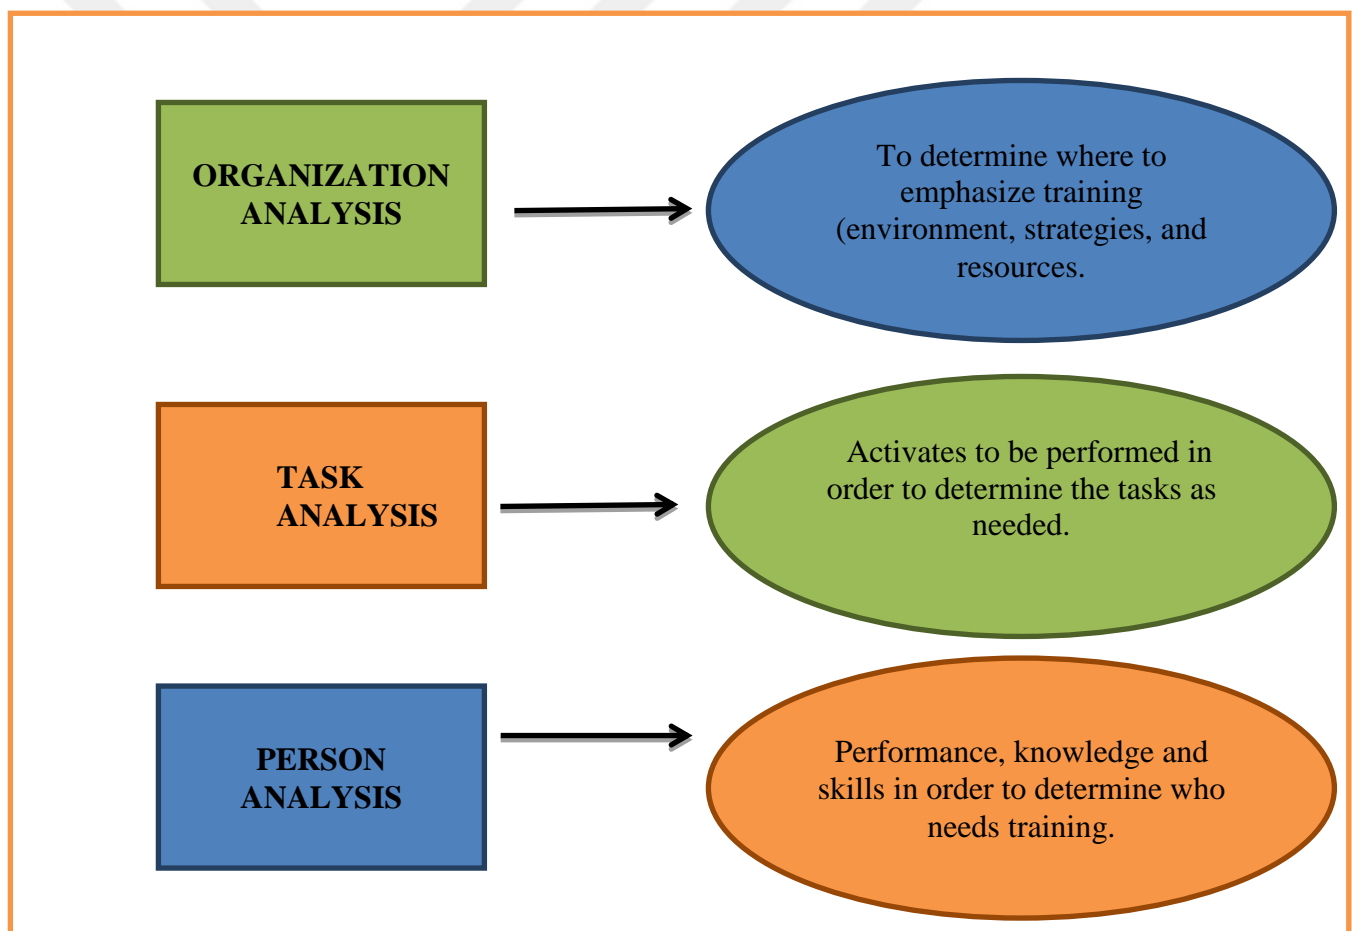 ORGANIZATION
ANALYSIS
To determine where to
emphasize training
(environment, strategies, and
resources.
TASK
ANALYSIS
Activates to be performed in
order to determine the tasks as
needed.
PERSON
ANALYSIS
Performance, knowledge and
skills in order to determine who
needs training.